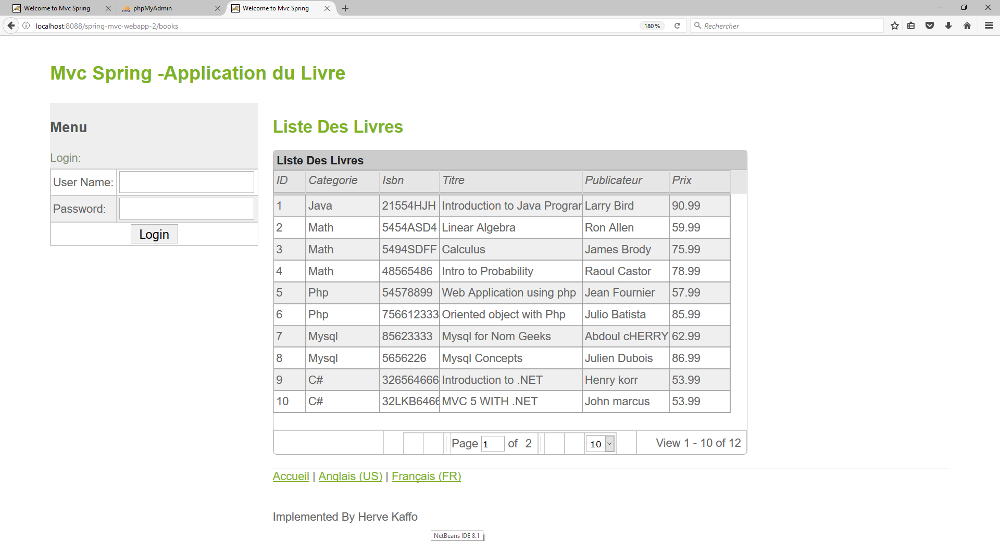 Welcome to Mvc Spring
phpMyAdmin
Welcome to Mvc Spring
localhost:8088/spring-mvc-webapp-2/books
180%
Rechercher
Mvc Spring -Application du Livre
Menu
Login:
User Name:
Password:
Login
Liste Des Livres
Liste Des Livres
ID Categorie Isbn Titre Publicateur Prix
1 Java 21554HJH Introduction to Java Prograr Larry Bird 90.99
2 Math 5454ASD4 Linear Algebra Ron Allen 59.99
3 Math 5494SDFF Calculus James Brody 75.99
4 Math 48565486 Intro to Probability Raoul Castor 78.99
5 Php 54578899 Web Application using php Jean Fournier 57.99
6 Php 756612333 Oriented object with Php Julio Batista 85.99
7 Mysql 85623333 Mysql for Nom Geeks Abdoul cHERRY 62.99
8 Mysql 5656226 Mysql Concepts Julien Dubois 86.99
9 C# 326564666 Introduction to .NET Henry korr 53.99
10 C# 32LKB6466 MVC 5 WITH .NET John marcus 53.99
Page 1 of 2 10 View 1 - 10 of 12
Accueil | Anglais (US) | Français (FR)
Implemented By Herve Kaffo
NetBeans IDE 8.1